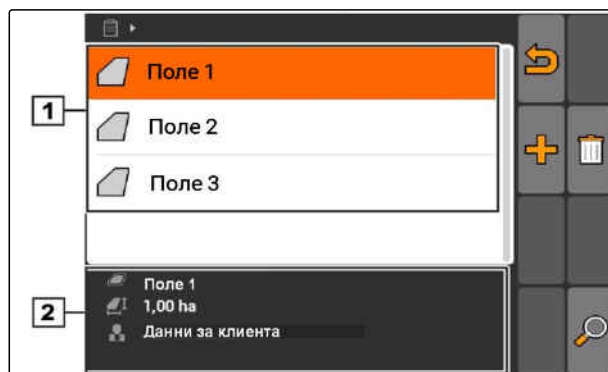 1
Поле 1
Поле 2
Поле 3
2
Поле 1
1,00 ha
Данни за клиента